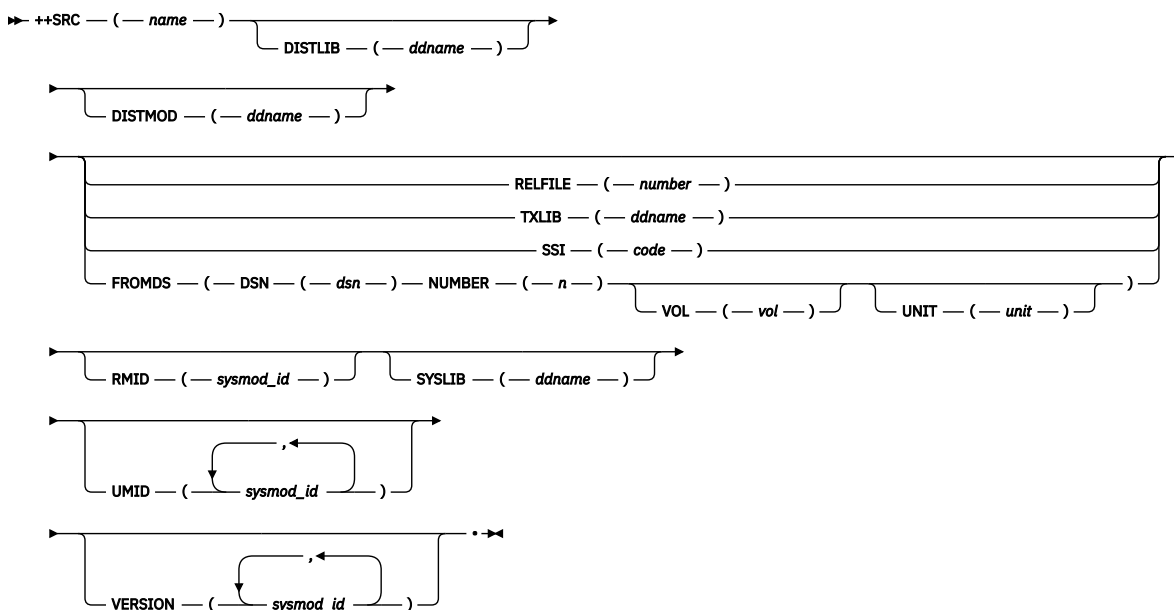 ++SRC ( name )
DISTLIB ( ddname )
DISTMOD ( ddname )
RELFILE ( number )
TXLIB ( ddname )
SSI ( code )
FROMDS ( DSN ( dsn ) NUMBER ( n ) )
VOL ( vol ) UNIT ( unit )
RMID ( sysmod_id ) SYSLIB ( ddname )
,
UMID ( sysmod_id )
.
,
VERSION ( sysmod_id )